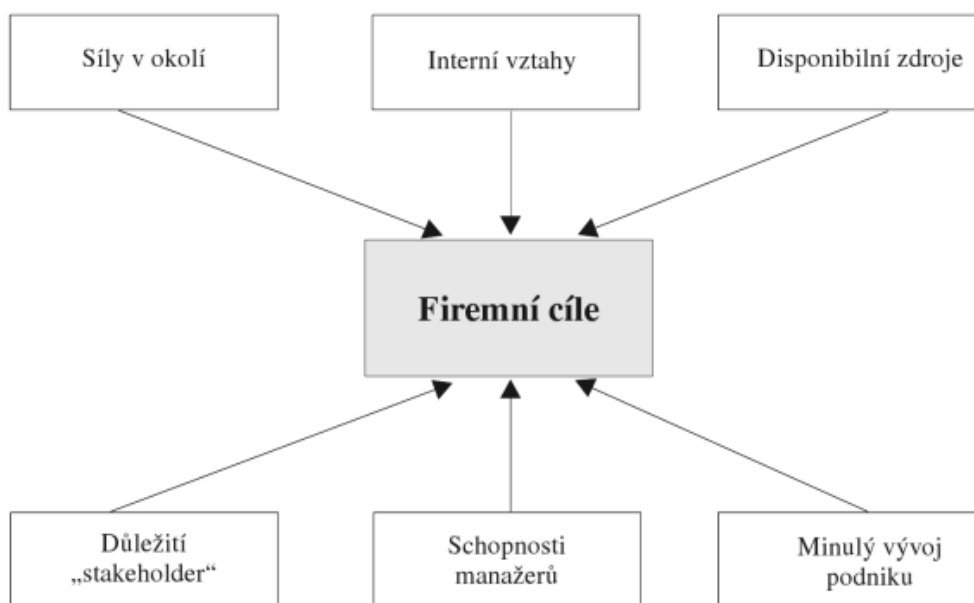 Síly v okolí
Interní vztahy
Disponibilní zdroje
Firemní cíle
Důležití
„stakeholder“
Schopnosti
manažerů
Minulý vývoj
podniku